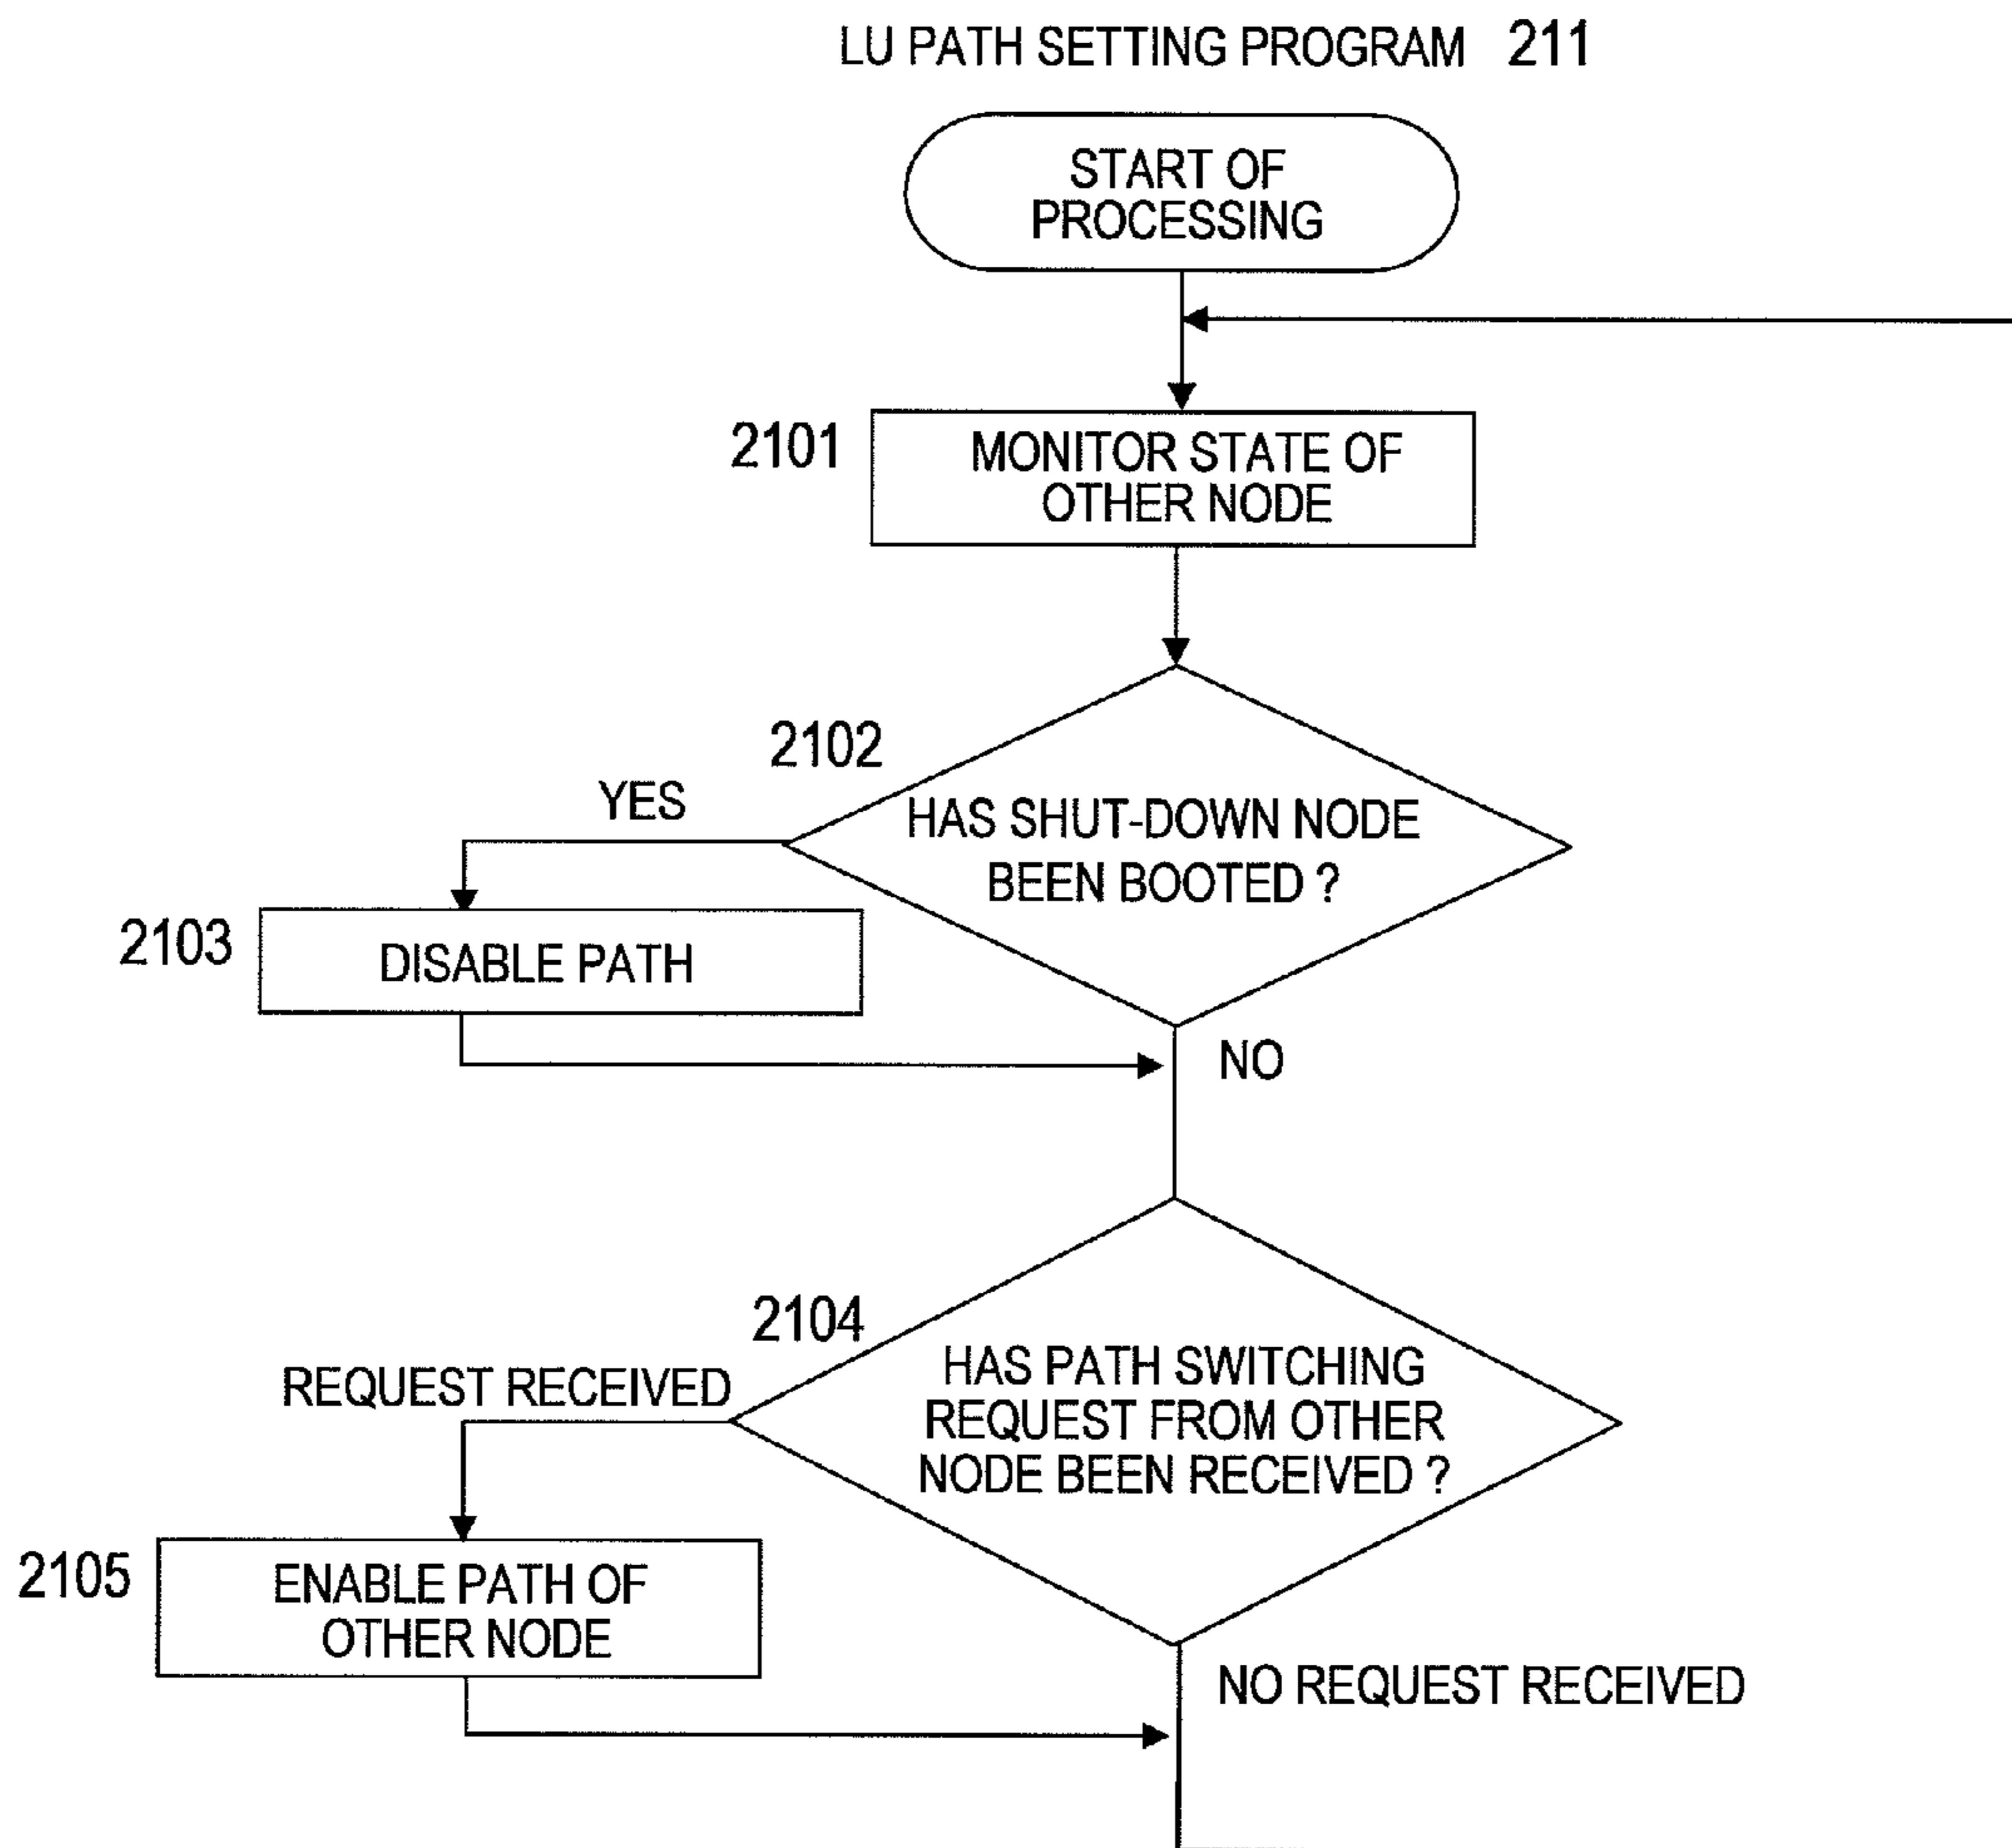 LU PATH SETTING PROGRAM 211
START OF
PROCESSING
2101
MONITOR STATE OF
OTHER NODE
2102
YES
HAS SHUT-DOWN NODE
BEEN BOOTED ?
2103
DISABLE PATH
NO
2104
REQUEST RECEIVED
HAS PATH SWITCHING
REQUEST FROM OTHER
NODE BEEN RECEIVED ?
2105
ENABLE PATH OF
OTHER NODE
NO REQUEST RECEIVED